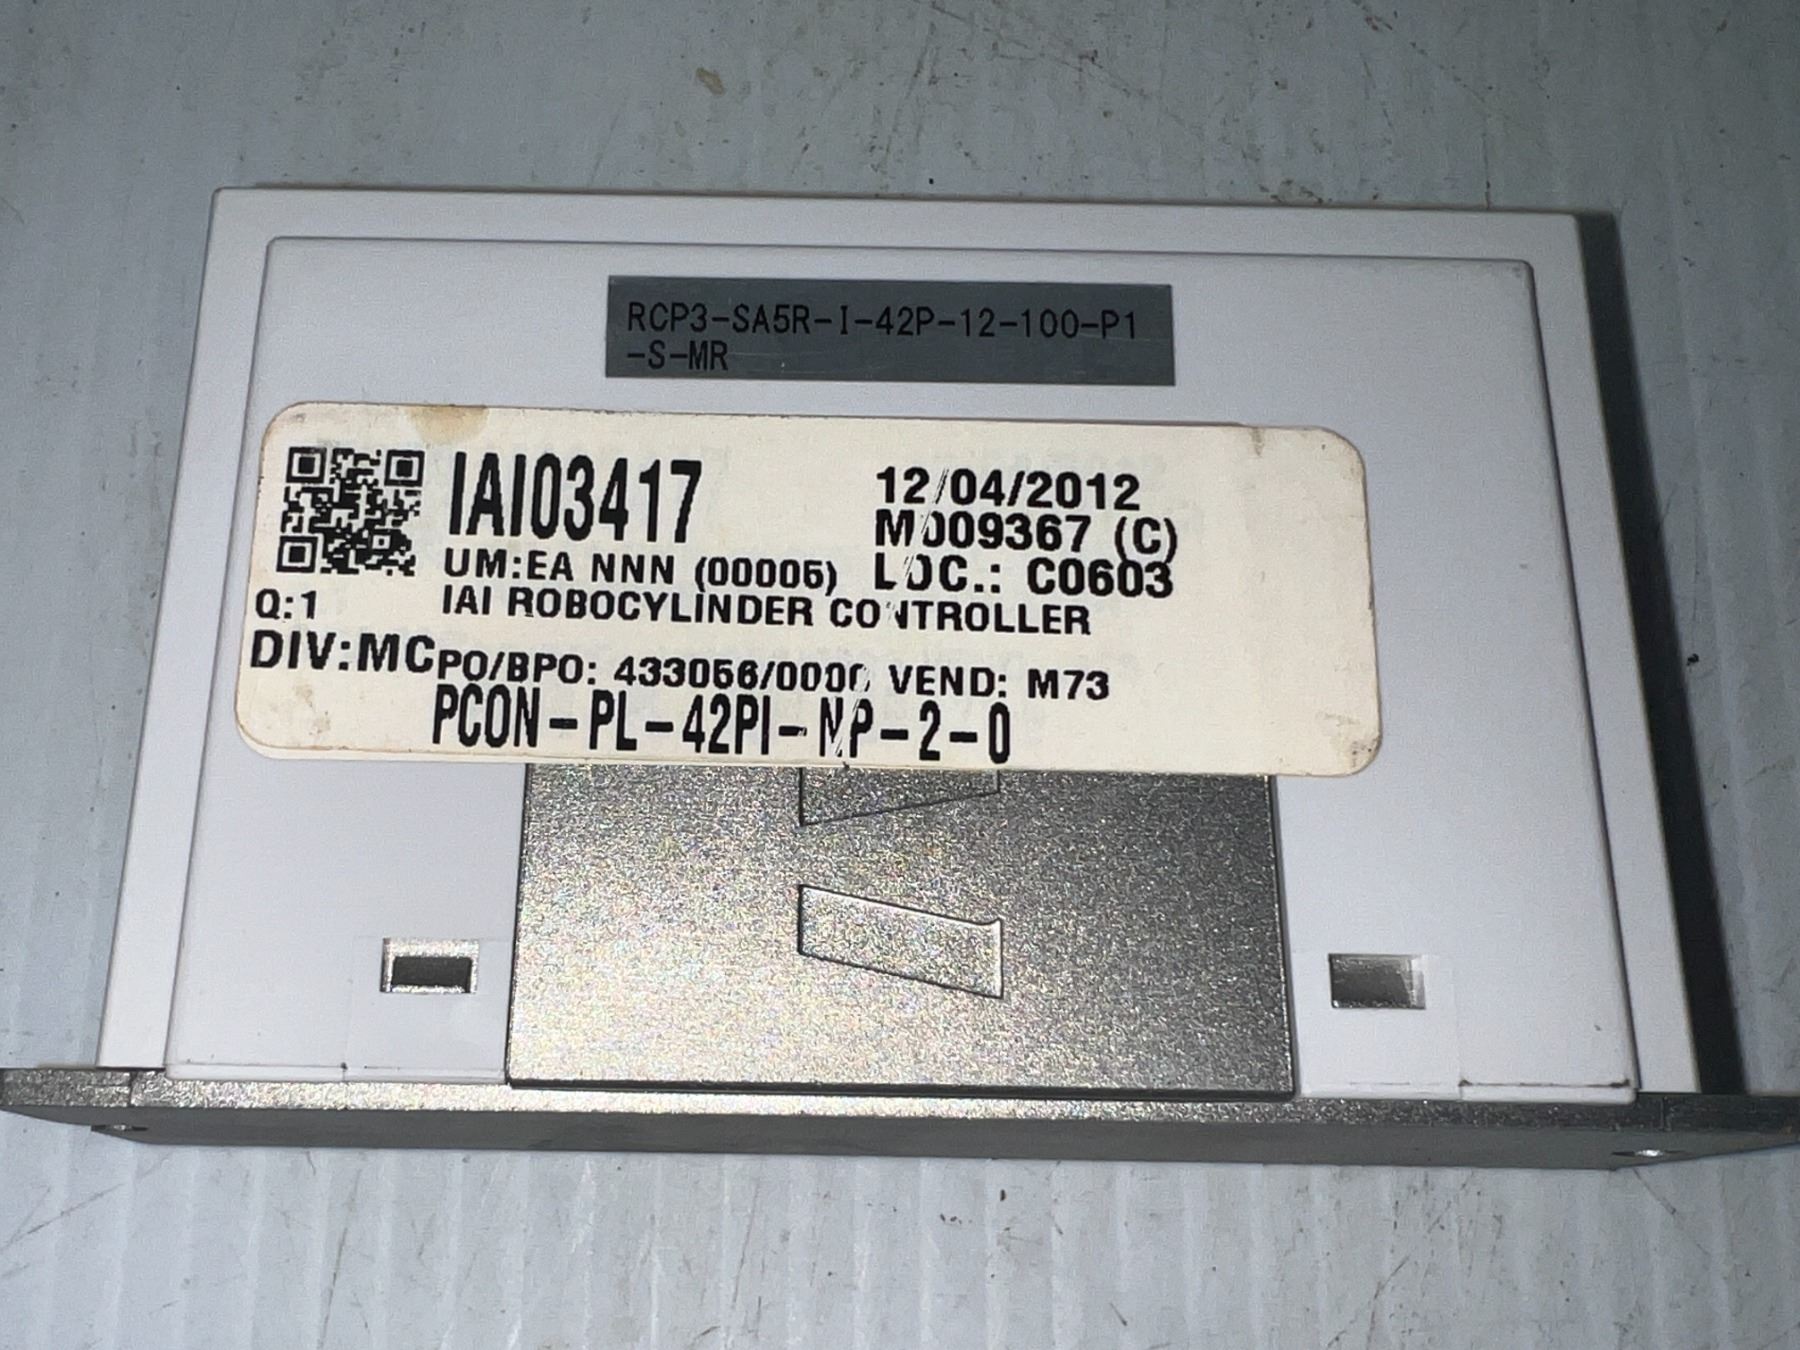 RCP3-SA5R-I-42P-12-100-P1
-S-MR
IAI03417
12/04/2012
M009367 (C)
UM:EA NNN (00005)
LOC.: C0603
Q:1
IAI ROBOCYLINDER CONTROLLER
DIV:MC
PO/BPO: 433056/0000 VEND: M73
PCON-PL-42PI-NP-2-0